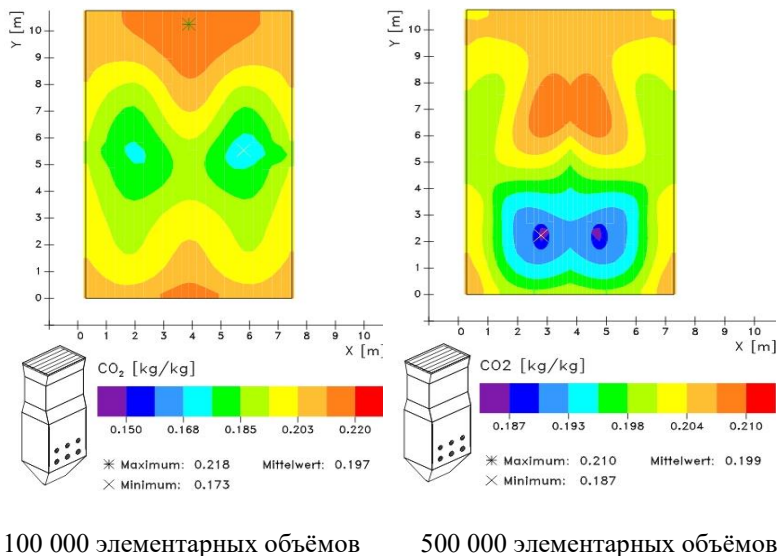 Y [m]
10
9
8
7
6
5
4
3
2
1
0
0 1 2 3 4 5 6 7 8 9 10
X [m]
CO₂ [kg/kg]
0.150 0.168 0.185 0.203 0.220
Maximum: 0.218 Mittelwert: 0.197
Minimum: 0.173
100 000 элементарных объёмов
Y [m]
10
9
8
7
6
5
4
3
2
1
0
0 1 2 3 4 5 6 7 8 9 10
X [m]
CO2 [kg/kg]
0.187 0.193 0.198 0.204 0.210
Maximum: 0.210 Mittelwert: 0.199
Minimum: 0.187
500 000 элементарных объёмов